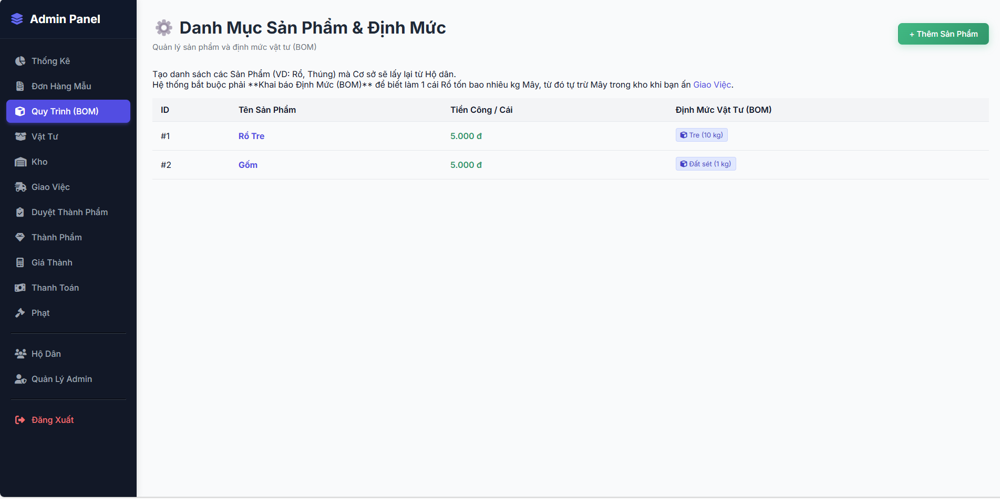 Admin Panel
Thống Kê
Đơn Hàng Mẫu
Quy Trình (BOM)
Vật Tư
Kho
Giao Việc
Duyệt Thành Phẩm
Thành Phẩm
Giá Thành
Thanh Toán
Phạt
Hộ Dân
Quản Lý Admin
Đăng Xuất
Danh Mục Sản Phẩm & Định Mức
Quản lý sản phẩm và định mức vật tư (BOM)
+ Thêm Sản Phẩm
Tạo danh sách các Sản Phẩm (VD: Rổ, Thúng) mà Cơ sở sẽ lấy lại từ Hộ dân.
Hệ thống bắt buộc phải **Khai báo Định Mức (BOM)** để biết làm 1 cái Rổ tốn bao nhiêu kg Mây, từ đó tự trừ Mây trong kho khi bạn ấn Giao Việc.
ID Tên Sản Phẩm Tiền Công / Cái Định Mức Vật Tư (BOM)
#1 Rổ Tre 5.000 đ Tre (10 kg)
#2 Gốm 5.000 đ Đất sét (1 kg)